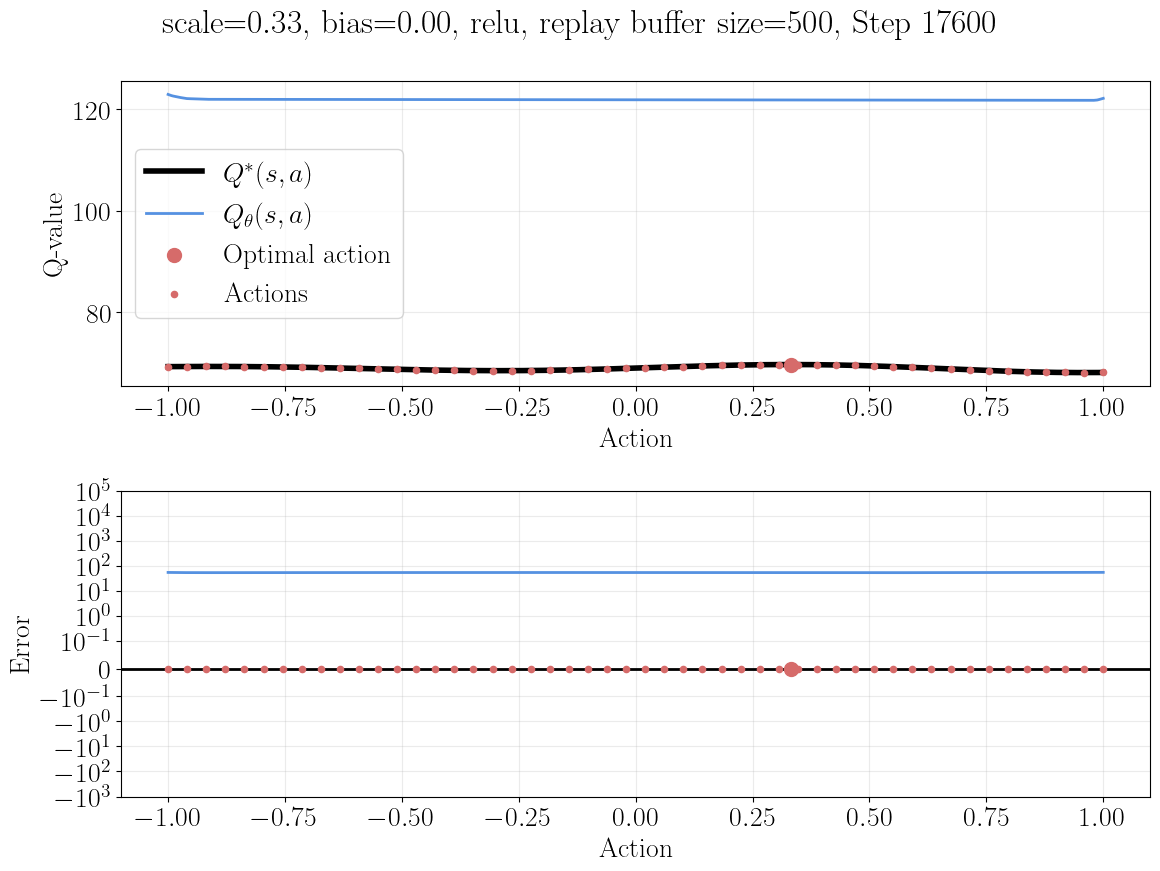 scale=0.33, bias=0.00, relu, replay buffer size=500, Step 17600
120
100
80
Q-value
Q*(s, a)
Q_θ(s, a)
Optimal action
Actions
−1.00 −0.75 −0.50 −0.25 0.00 0.25 0.50 0.75 1.00
Action
10^5
10^4
10^3
10^2
10^1
10^0
10^−1
0
−10^−1
−10^0
−10^1
−10^2
−10^3
Error
−1.00 −0.75 −0.50 −0.25 0.00 0.25 0.50 0.75 1.00
Action